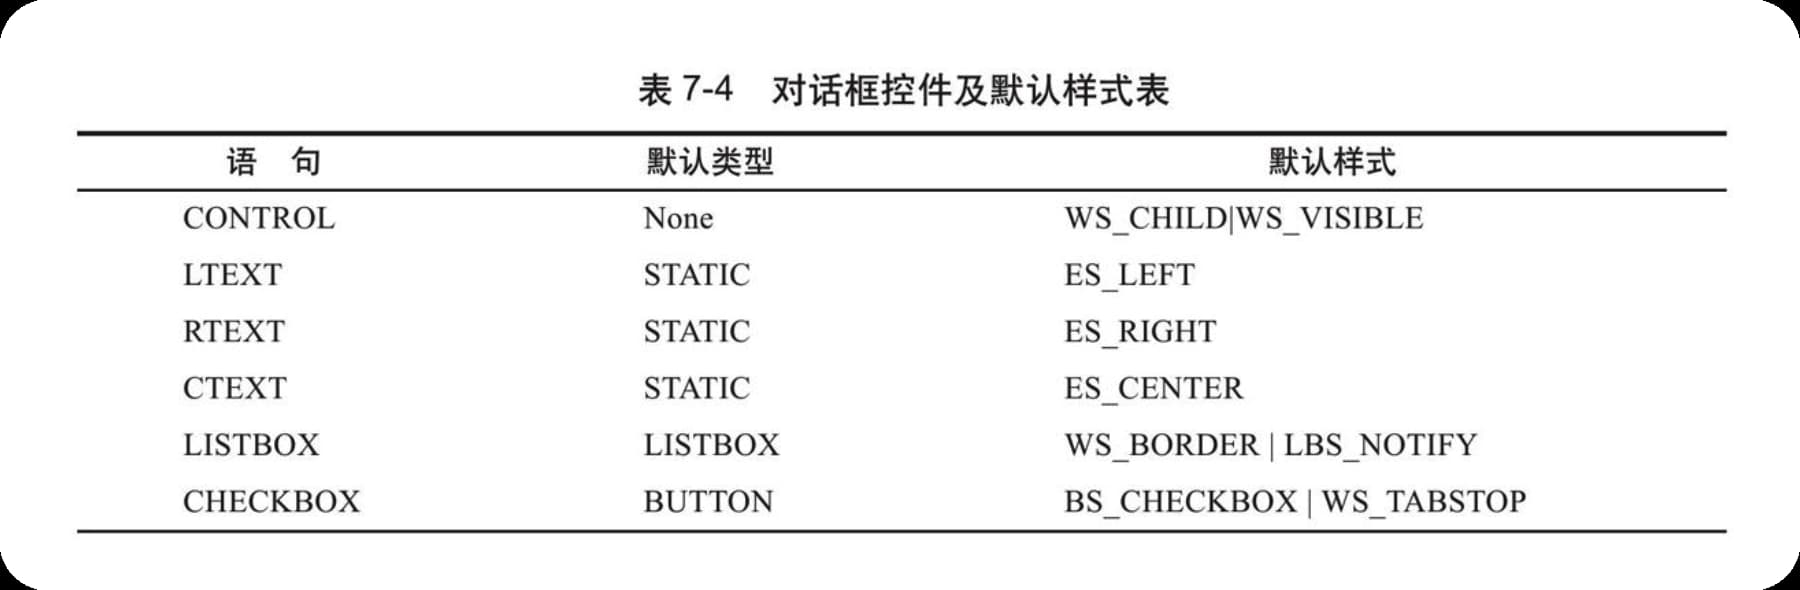 表 7-4 对话框控件及默认样式表
语 句 默认类型 默认样式
CONTROL None WS_CHILD|WS_VISIBLE
LTEXT STATIC ES_LEFT
RTEXT STATIC ES_RIGHT
CTEXT STATIC ES_CENTER
LISTBOX LISTBOX WS_BORDER | LBS_NOTIFY
CHECKBOX BUTTON BS_CHECKBOX | WS_TABSTOP